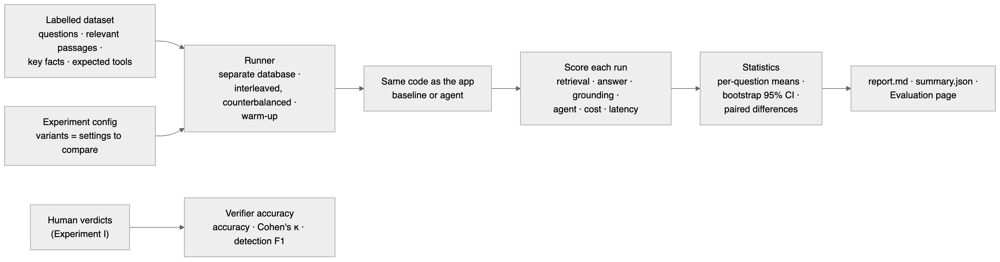 Labelled dataset
questions · relevant
passages ·
key facts · expected tools
Experiment config
variants = settings to
compare
Runner
separate database ·
interleaved,
counterbalanced ·
warm-up
Same code as the app
baseline or agent
Score each run
retrieval · answer ·
grounding ·
agent · cost · latency
Statistics
per-question means ·
bootstrap 95% CI ·
paired differences
report.md · summary.json ·
Evaluation page
Human verdicts
(Experiment I)
Verifier accuracy
accuracy · Cohen's κ ·
detection F1